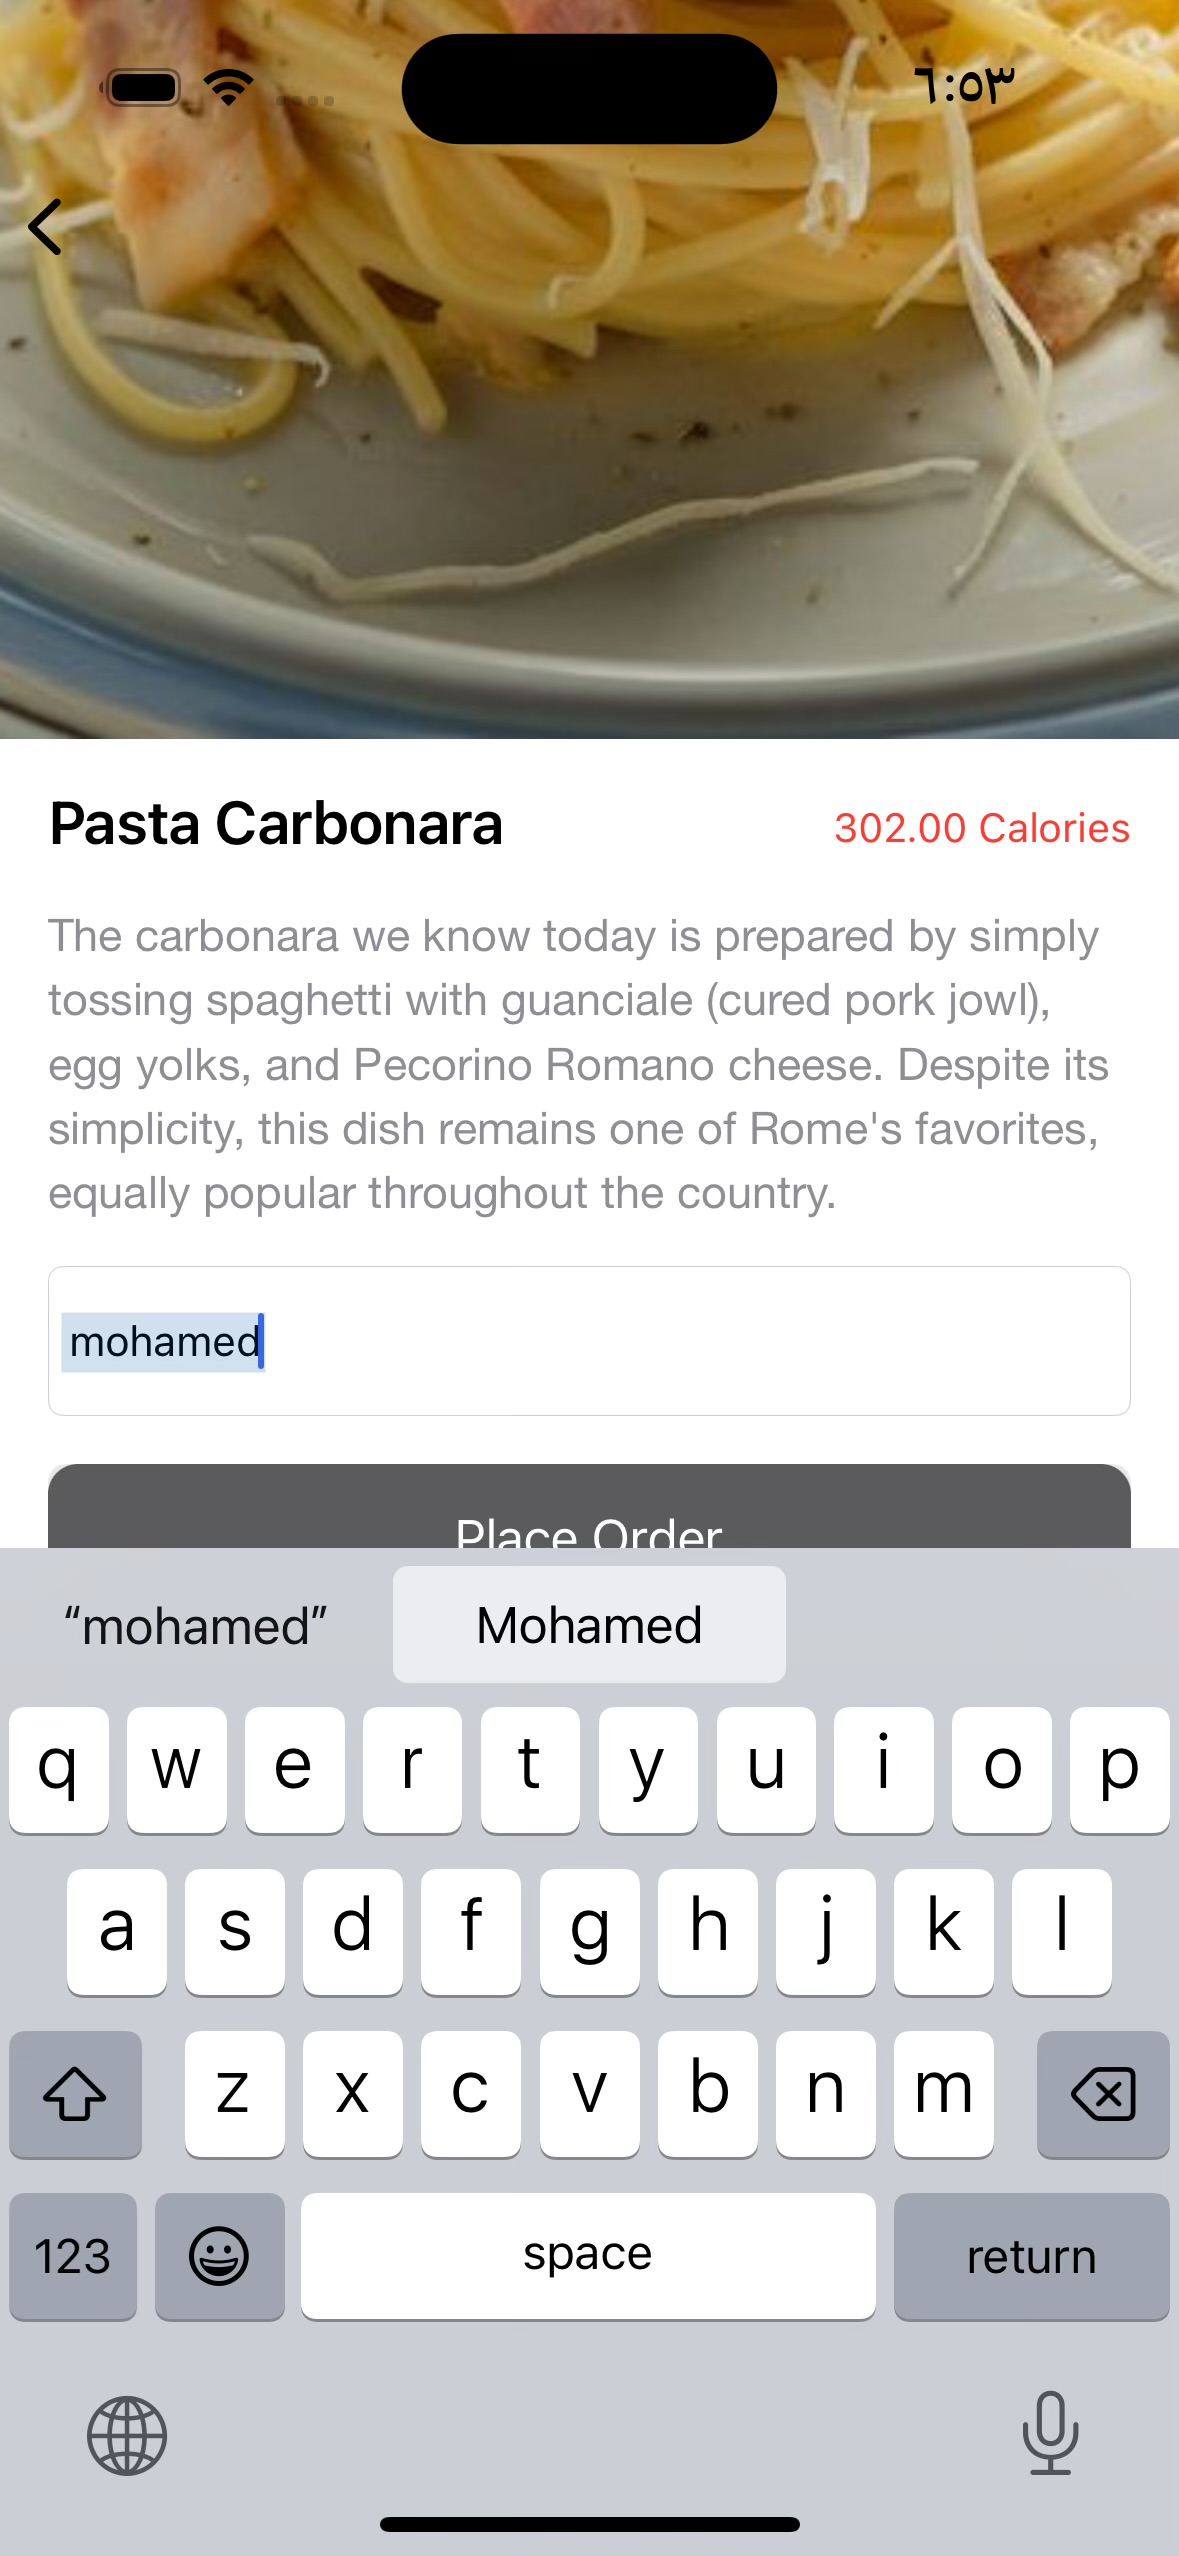 ٦:٥٣
Pasta Carbonara
302.00 Calories
The carbonara we know today is prepared by simply
tossing spaghetti with guanciale (cured pork jowl),
egg yolks, and Pecorino Romano cheese. Despite its
simplicity, this dish remains one of Rome's favorites,
equally popular throughout the country.
mohamed
Place Order
“mohamed” Mohamed
q w e r t y u i o p
a s d f g h j k l
z x c v b n m
123 space return